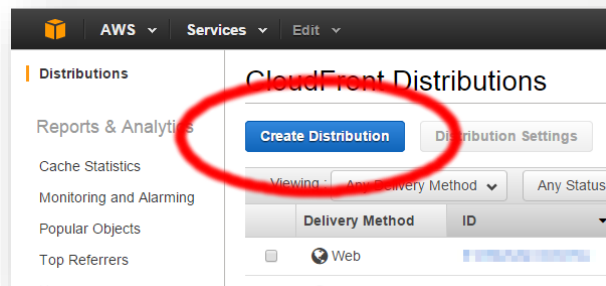 AWS Services Edit
Distributions
CloudFront Distributions
Reports & Analytics
Create Distribution Distribution Settings
Cache Statistics
Viewing : Any Delivery Method Any Status
Monitoring and Alarming
Delivery Method ID
Popular Objects
Web
Top Referrers